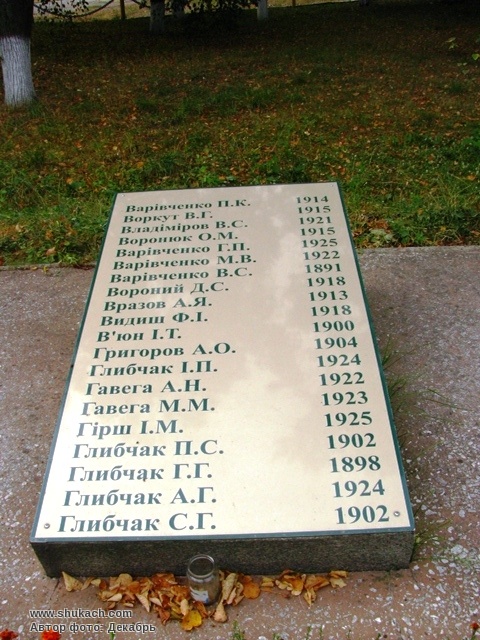 Варівченко П.К. 1914
Воркут В.Г. 1915
Владіміров В.С. 1921
Воронюк О.М. 1915
Варівченко Г.П. 1925
Варівченко М.В. 1922
Варівченко В.С. 1891
Вороний Д.С. 1918
Вразов А.Я. 1913
Видиш Ф.І. 1918
В'юн І.Т. 1900
Григоров А.О. 1904
Глибчак І.П. 1924
Гавега А.Н. 1922
Гавега М.М. 1923
Гірш І.М. 1925
Глибчак П.С. 1902
Глибчак Г.Г. 1898
Глибчак А.Г. 1924
Глибчак С.Г. 1902
www.shukach.com
Автор фото: Декабрь